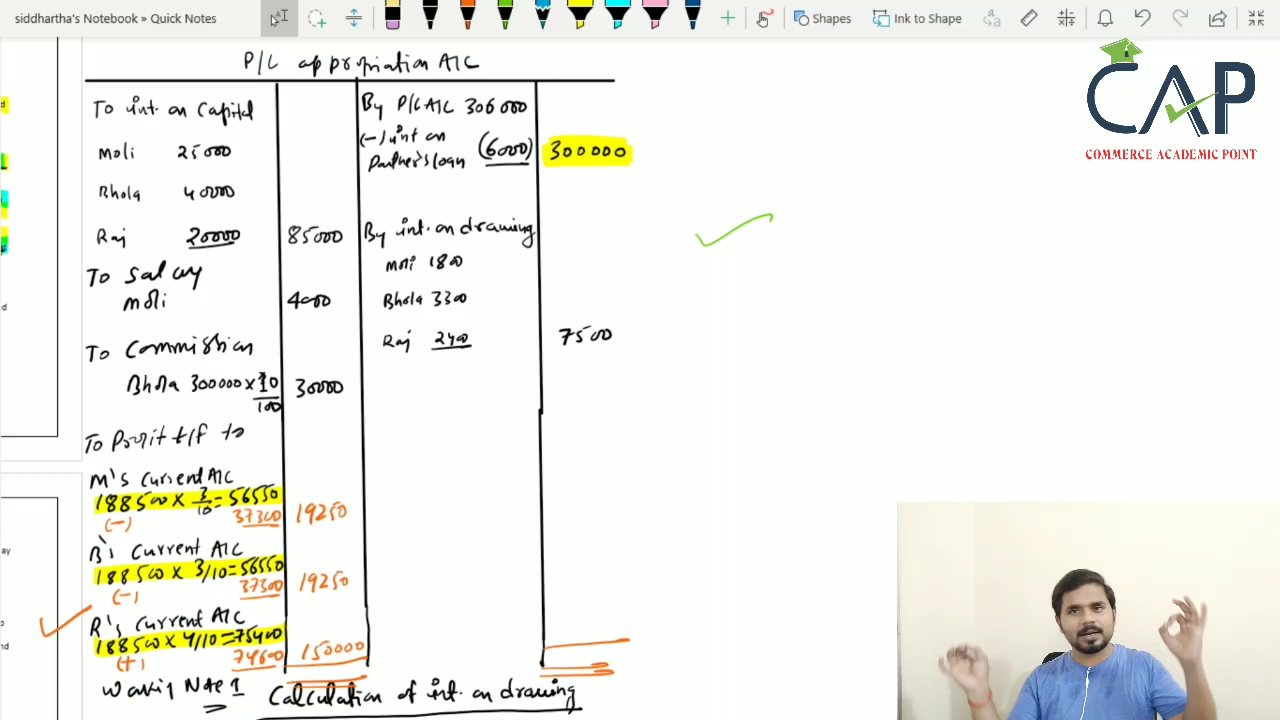 siddhartha's Notebook » Quick Notes
Shapes
Ink to Shape
CAP
COMMERCE ACADEMIC POINT
P/L appropriation A/C
To int. on Capital
Moli 25000
Bhola 40000
Raj 20000 85000
To Salary
Moli 4000
To Commission
Bhola 300000 × 10/100 30000
To Profit t/f to
M's Current A/C
188500 × 3/10 = 56550
(-) 37300 19250
B's Current A/C
188500 × 3/10 = 56550
(-) 37300 19250
R's Current A/C
188500 × 4/10 = 75400
(+) 74600 150000
By P/L A/C 306000
(-) int on
Partner's loan (6000) 300000
By int. on drawing
Moli 1800
Bhola 3300
Raj 2400 7500
Working Note 1
Calculation of int. on drawing